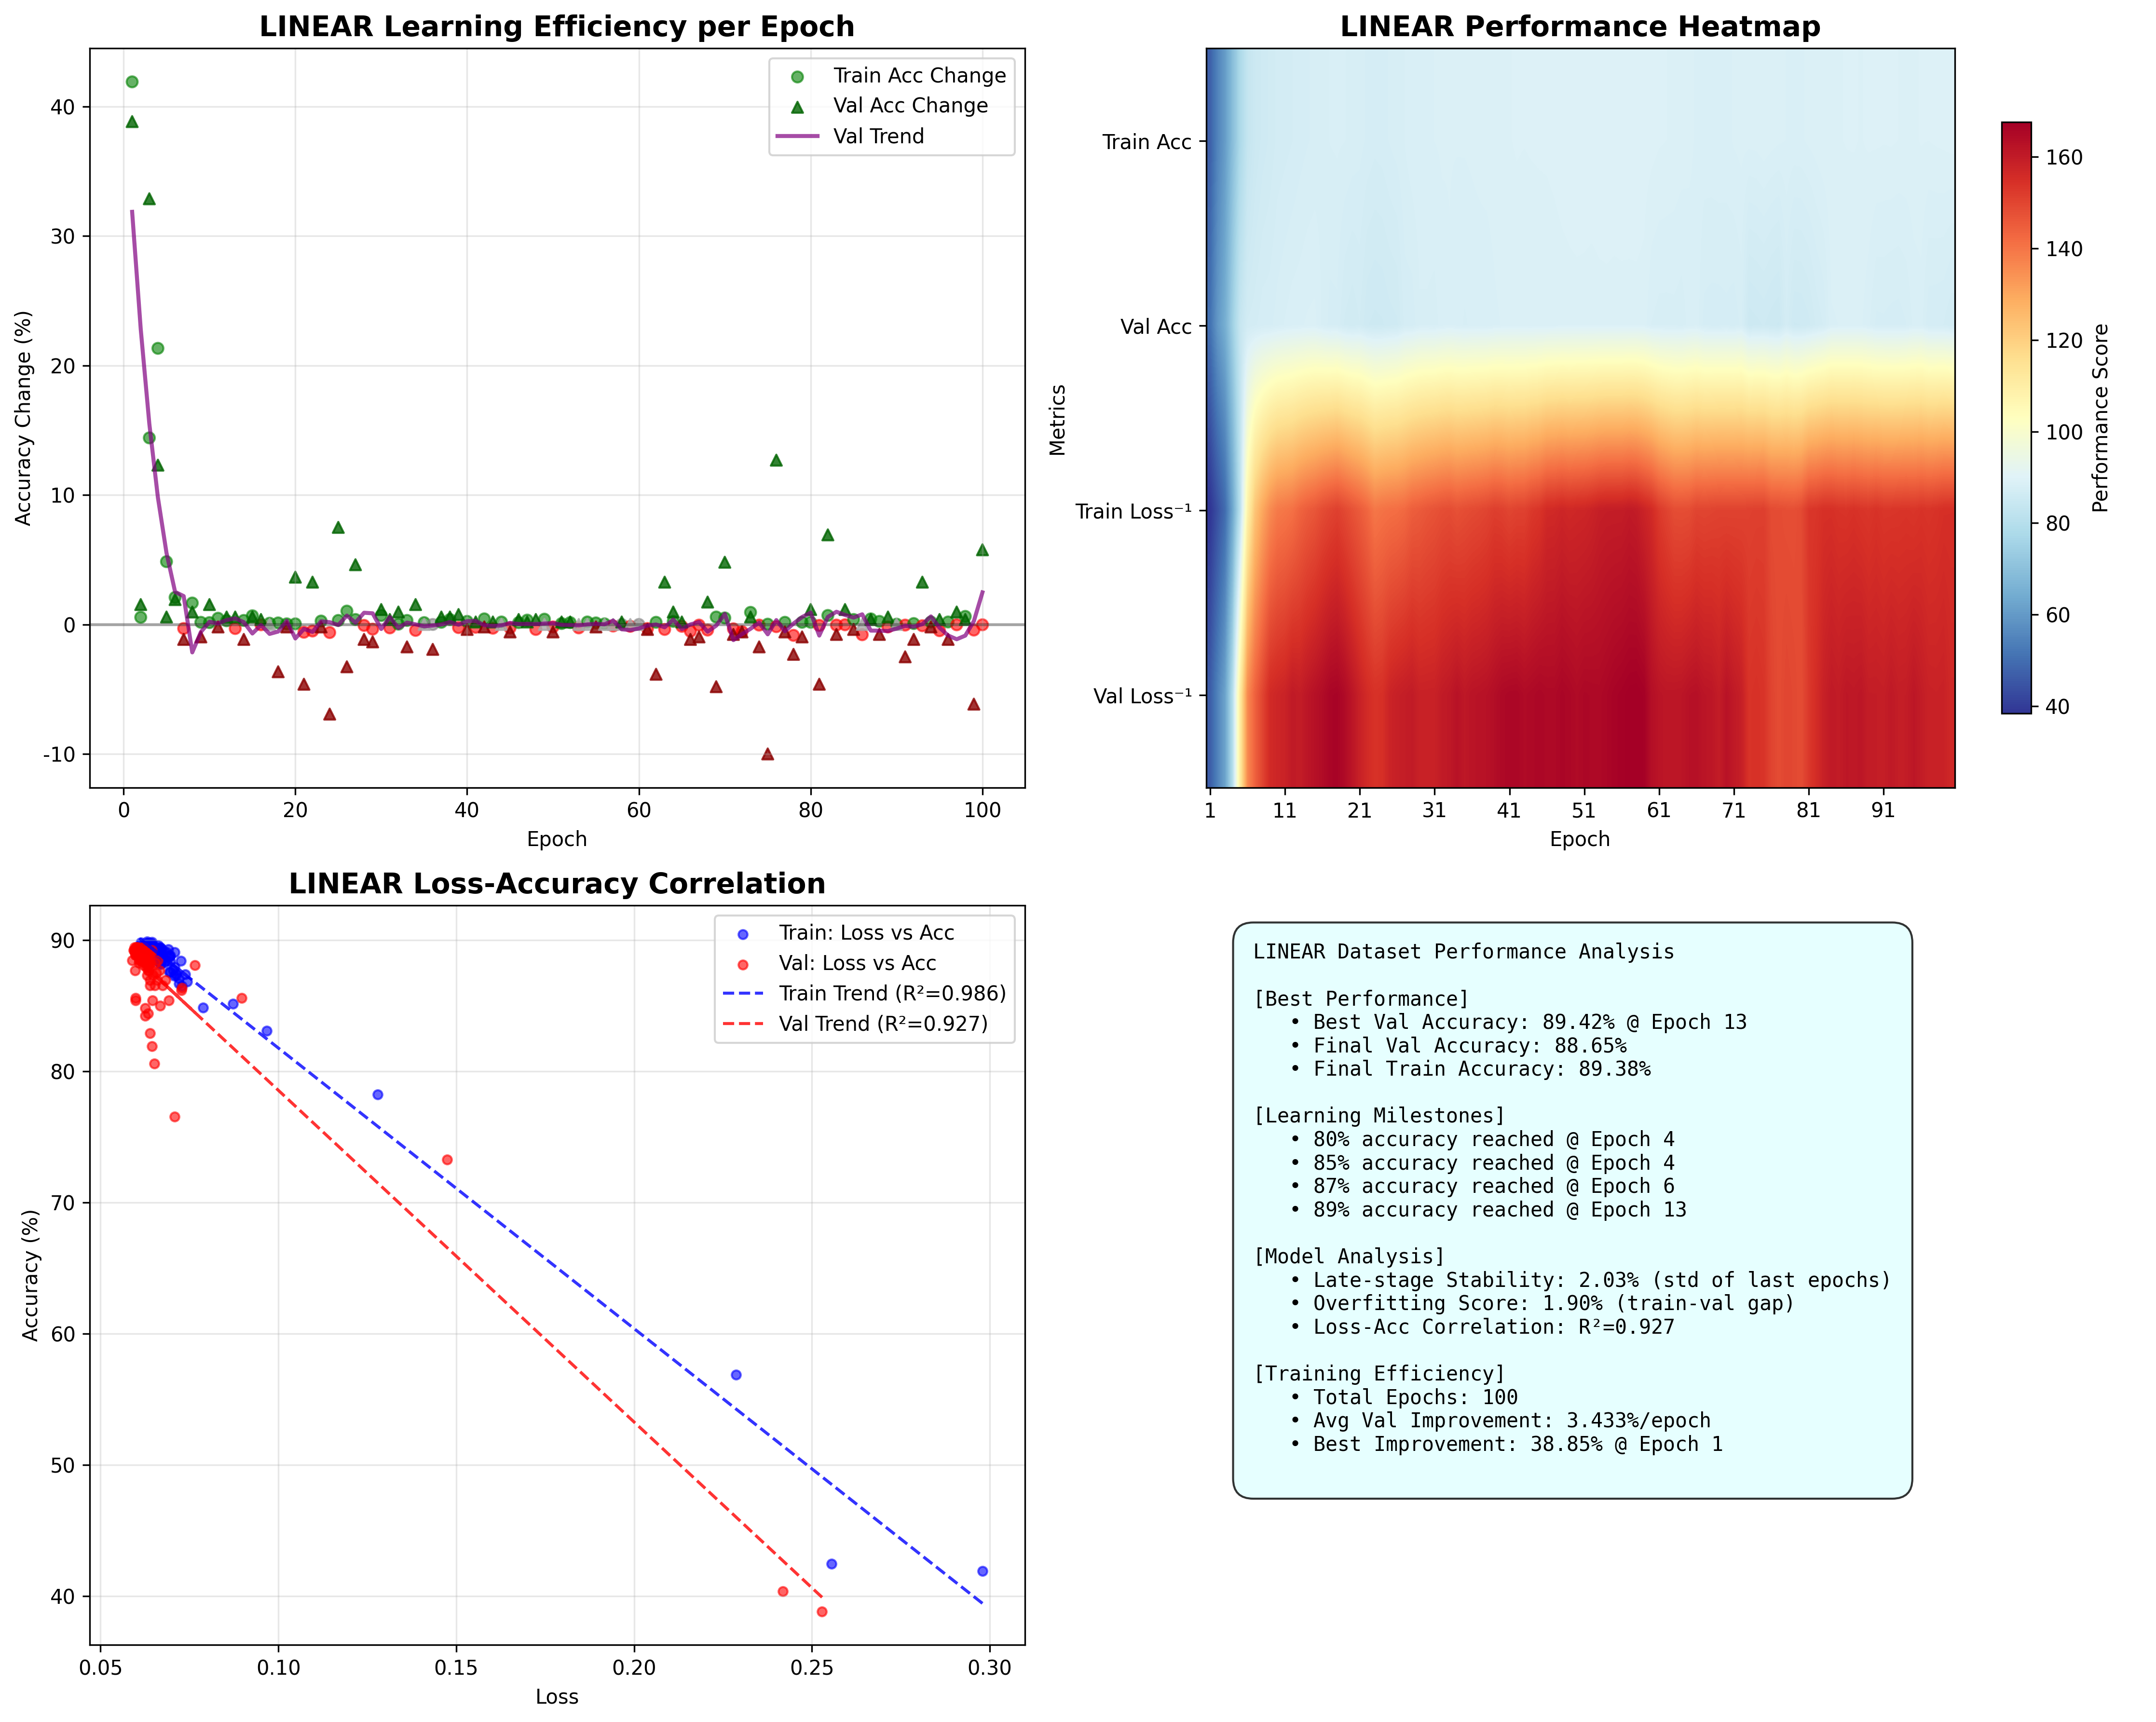 LINEAR Learning Efficiency per Epoch
Train Acc Change
Val Acc Change
Val Trend
Accuracy Change (%)
40
30
20
10
0
-10
0 20 40 60 80 100
Epoch
LINEAR Performance Heatmap
Metrics
Train Acc
Val Acc
Train Loss⁻¹
Val Loss⁻¹
1 11 21 31 41 51 61 71 81 91
Epoch
160
140
120
100
80
60
40
Performance Score
LINEAR Loss-Accuracy Correlation
Train: Loss vs Acc
Val: Loss vs Acc
Train Trend (R²=0.986)
Val Trend (R²=0.927)
Accuracy (%)
90
80
70
60
50
40
0.05 0.10 0.15 0.20 0.25 0.30
Loss
LINEAR Dataset Performance Analysis
[Best Performance]
• Best Val Accuracy: 89.42% @ Epoch 13
• Final Val Accuracy: 88.65%
• Final Train Accuracy: 89.38%
[Learning Milestones]
• 80% accuracy reached @ Epoch 4
• 85% accuracy reached @ Epoch 4
• 87% accuracy reached @ Epoch 6
• 89% accuracy reached @ Epoch 13
[Model Analysis]
• Late-stage Stability: 2.03% (std of last epochs)
• Overfitting Score: 1.90% (train-val gap)
• Loss-Acc Correlation: R²=0.927
[Training Efficiency]
• Total Epochs: 100
• Avg Val Improvement: 3.433%/epoch
• Best Improvement: 38.85% @ Epoch 1